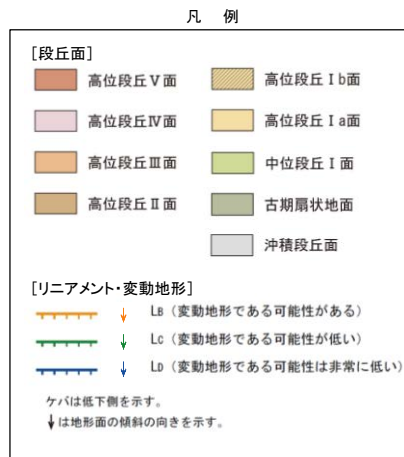 凡 例
[段丘面]
高位段丘Ⅴ面
高位段丘Ⅳ面
高位段丘Ⅲ面
高位段丘Ⅱ面
高位段丘Ⅰb面
高位段丘Ⅰa面
中位段丘Ⅰ面
古期扇状地面
沖積段丘面
[リニアメント・変動地形]
LB（変動地形である可能性がある）
LC（変動地形である可能性が低い）
LD（変動地形である可能性は非常に低い）
ケバは低下側を示す。
↓は地形面の傾斜の向きを示す。